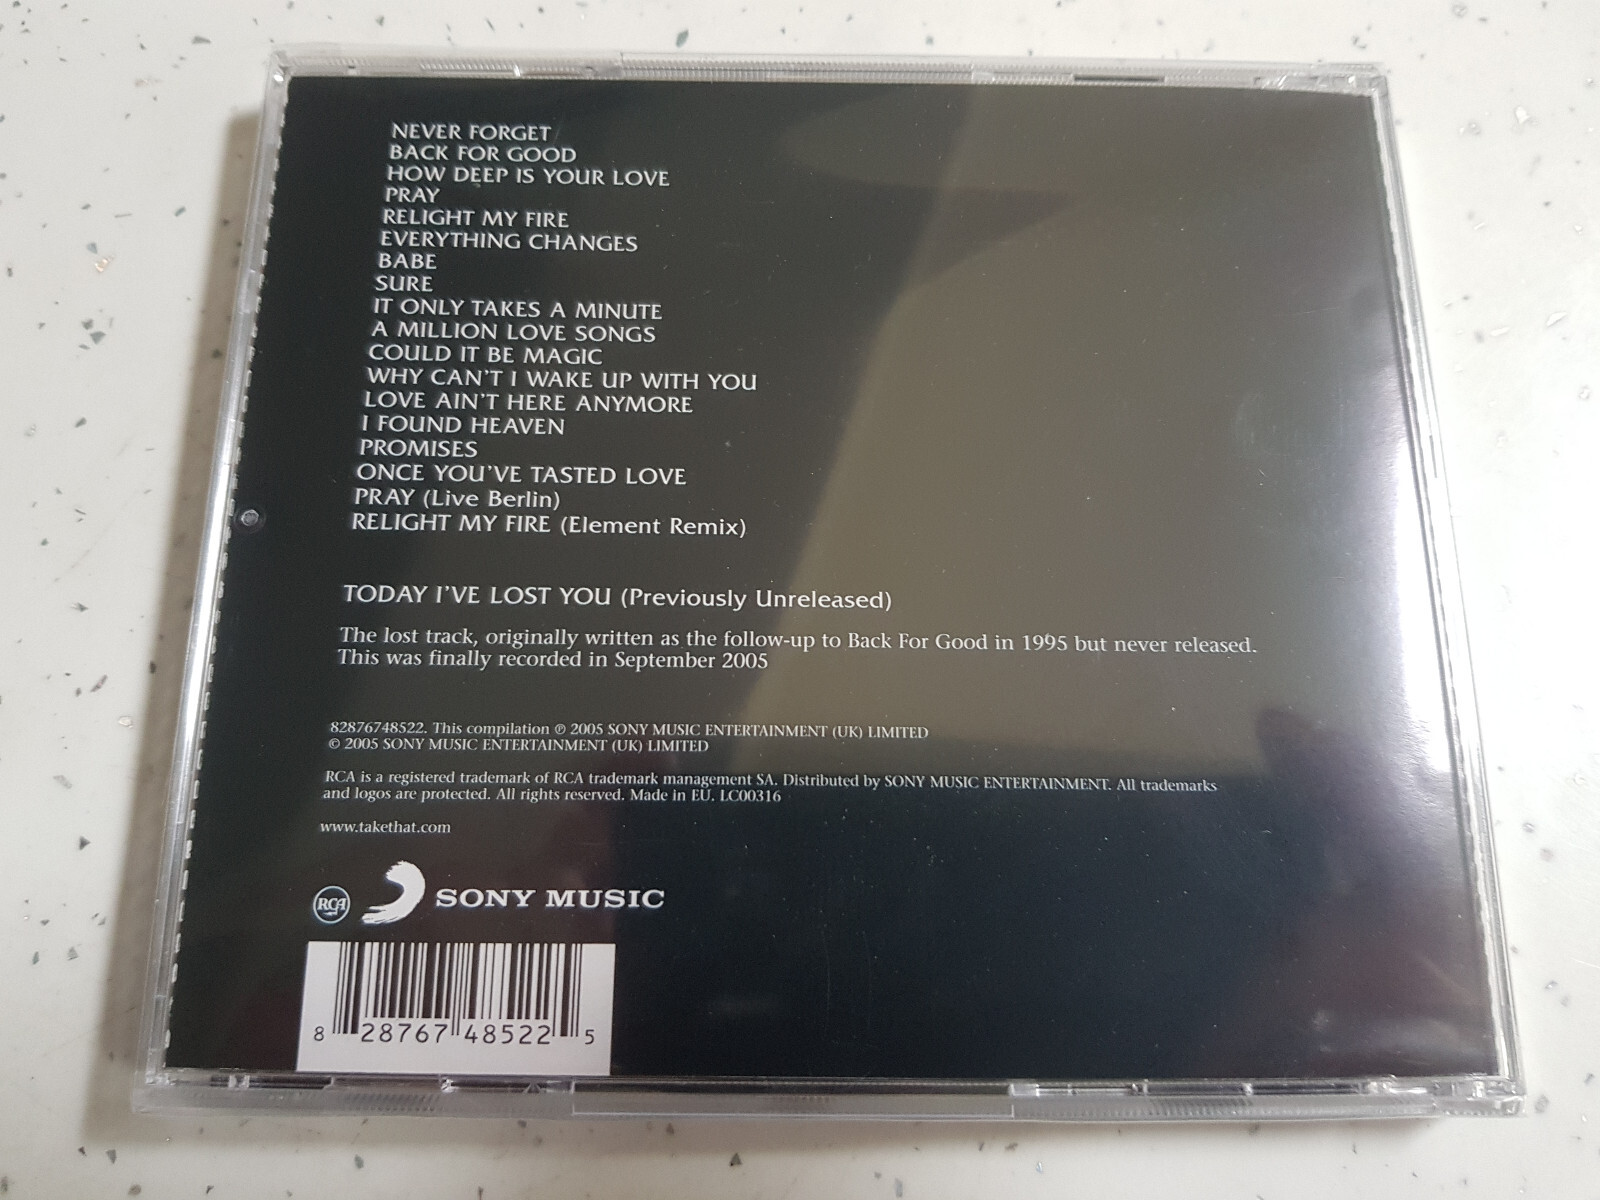 NEVER FORGET
BACK FOR GOOD
HOW DEEP IS YOUR LOVE
PRAY
RELIGHT MY FIRE
EVERYTHING CHANGES
BABE
SURE
IT ONLY TAKES A MINUTE
A MILLION LOVE SONGS
COULD IT BE MAGIC
WHY CAN'T I WAKE UP WITH YOU
LOVE AIN'T HERE ANYMORE
I FOUND HEAVEN
PROMISES
ONCE YOU'VE TASTED LOVE
PRAY (Live Berlin)
RELIGHT MY FIRE (Element Remix)
TODAY I'VE LOST YOU (Previously Unreleased)
The lost track, originally written as the follow-up to Back For Good in 1995 but never released.
This was finally recorded in September 2005
82876748522. This compilation ℗ 2005 SONY MUSIC ENTERTAINMENT (UK) LIMITED
© 2005 SONY MUSIC ENTERTAINMENT (UK) LIMITED
RCA is a registered trademark of RCA trademark management SA. Distributed by SONY MUSIC ENTERTAINMENT. All trademarks
and logos are protected. All rights reserved. Made in EU. LC00316
www.takethat.com
RCA SONY MUSIC
8 28767 48522 5